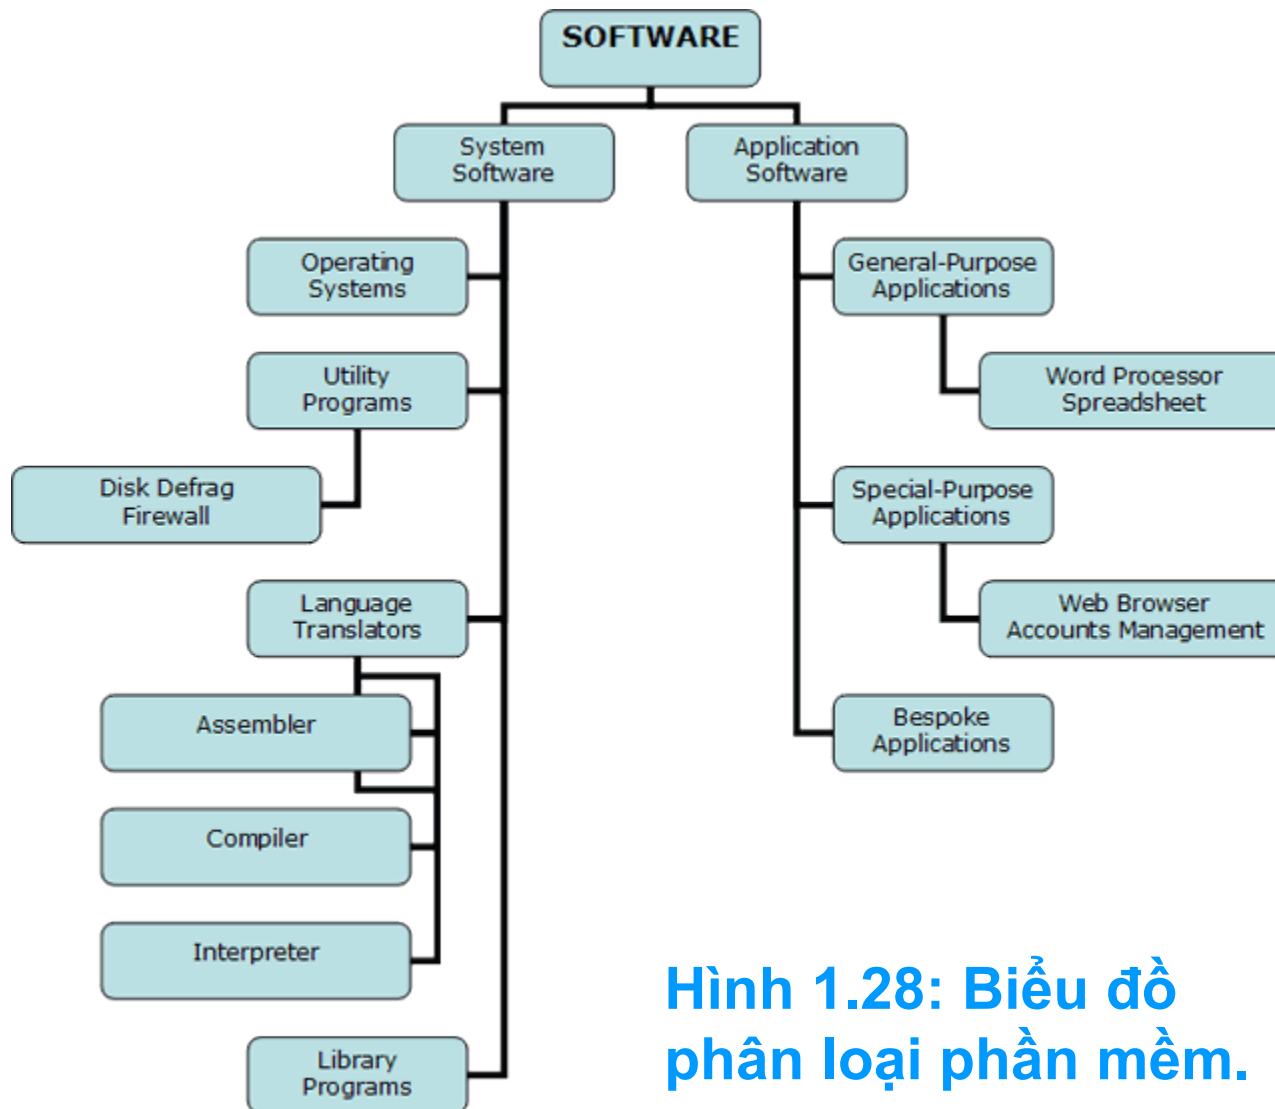 SOFTWARE
System
Software
Application
Software
Operating
Systems
General-Purpose
Applications
Utility
Programs
Word Processor
Spreadsheet
Disk Defrag
Firewall
Special-Purpose
Applications
Language
Translators
Web Browser
Accounts Management
Assembler
Bespoke
Applications
Compiler
Interpreter
Library
Programs
Hình 1.28: Biểu đồ
phân loại phần mềm.